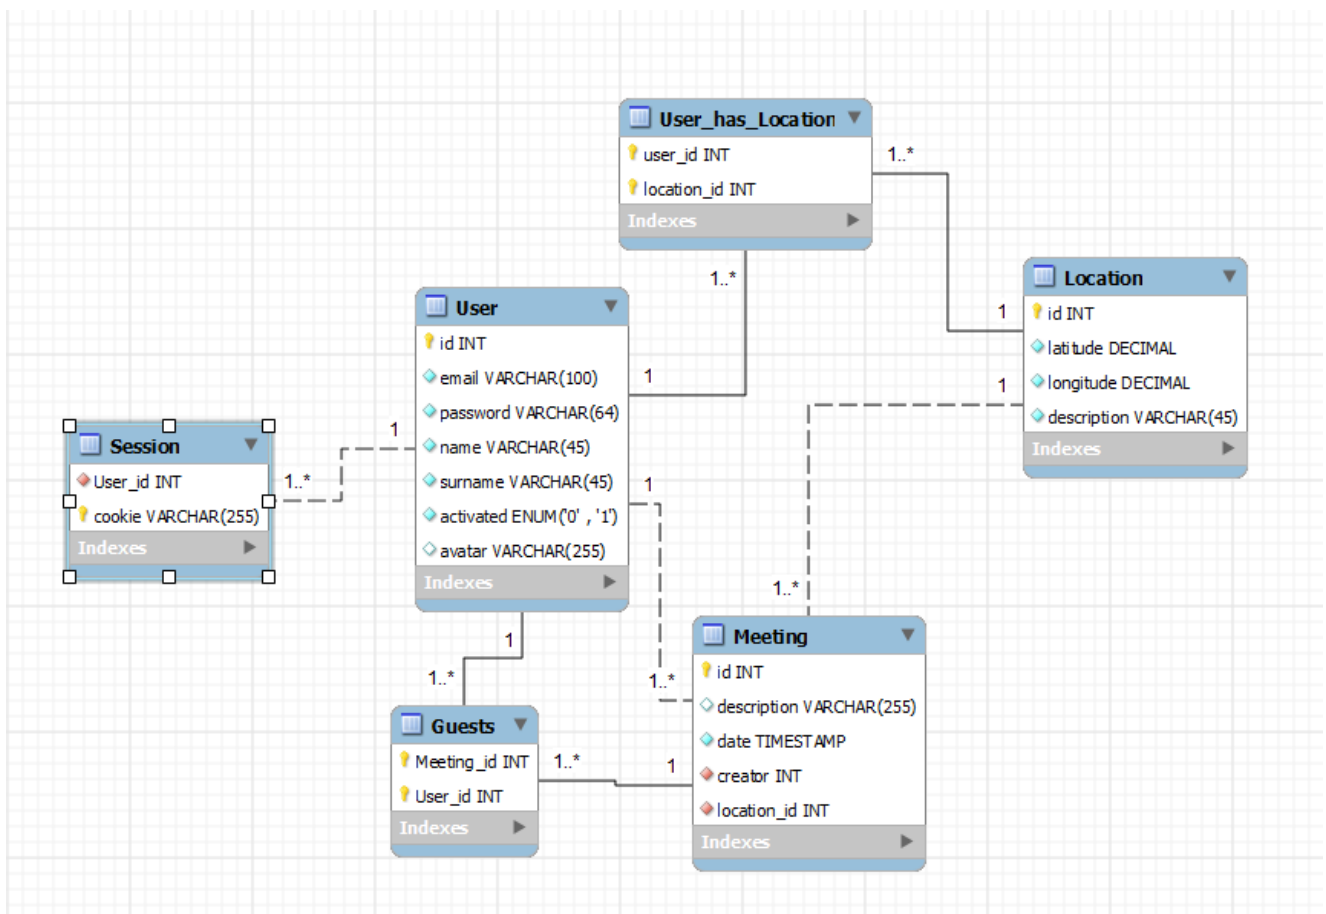 User_has_Location
user_id INT
location_id INT
Indexes
1..*
1..*
Location
id INT
latitude DECIMAL
longitude DECIMAL
description VARCHAR(45)
Indexes
1
1
User
id INT
email VARCHAR(100)
password VARCHAR(64)
name VARCHAR(45)
surname VARCHAR(45)
activated ENUM('0' , '1')
avatar VARCHAR(255)
Indexes
1
1
1
1
Session
User_id INT
cookie VARCHAR(255)
Indexes
1..*
1..*
1..*
1..*
Meeting
id INT
description VARCHAR(255)
date TIMESTAMP
creator INT
location_id INT
Indexes
Guests
Meeting_id INT
User_id INT
Indexes
1..*
1